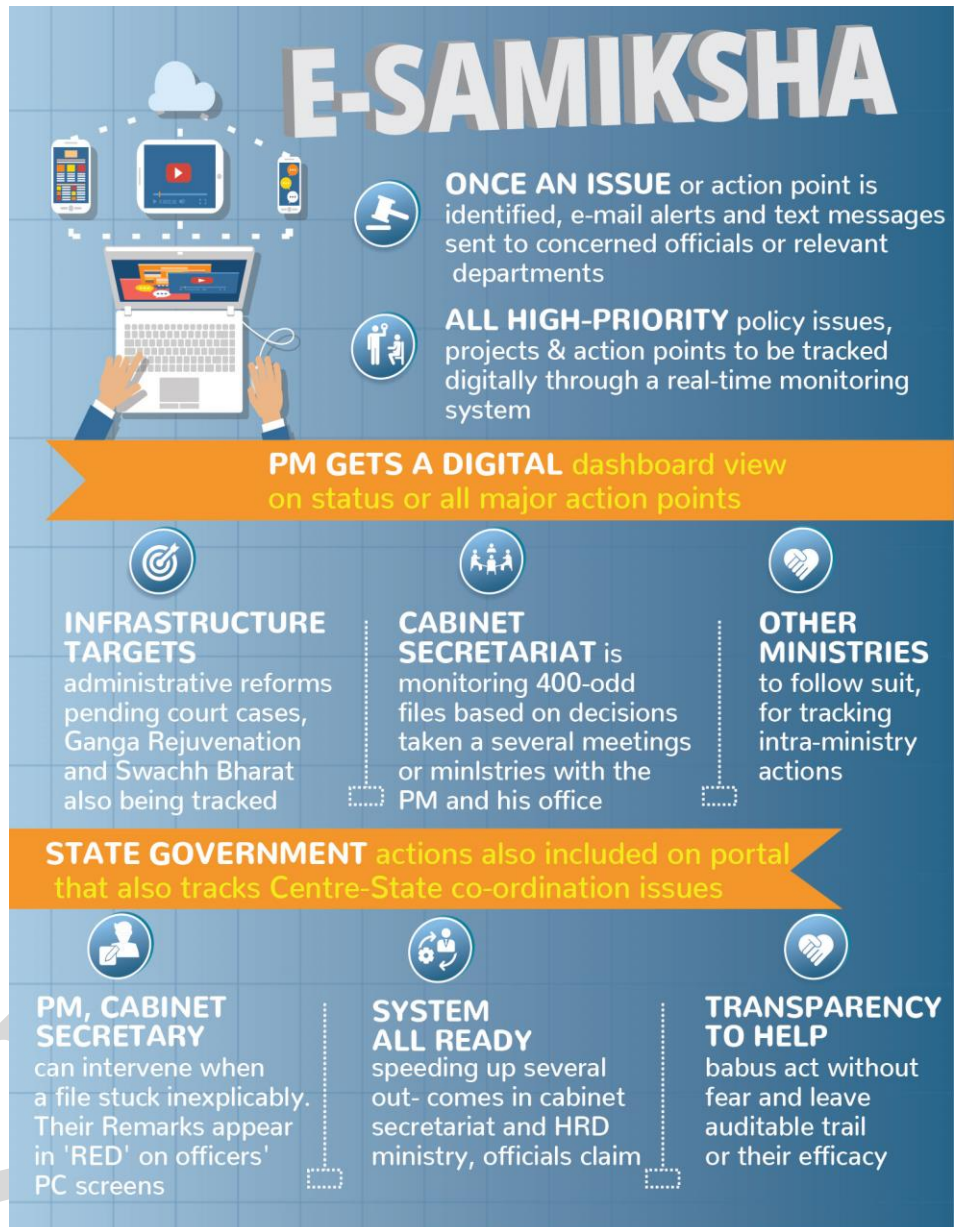 E-SAMIKSHA
ONCE AN ISSUE or action point is
identified, e-mail alerts and text messages
sent to concerned officials or relevant
departments
ALL HIGH-PRIORITY policy issues,
projects & action points to be tracked
digitally through a real-time monitoring
system
PM GETS A DIGITAL dashboard view
on status or all major action points
INFRASTRUCTURE
TARGETS
administrative reforms
pending court cases,
Ganga Rejuvenation
and Swachh Bharat
also being tracked
CABINET
SECRETARIAT is
monitoring 400-odd
files based on decisions
taken a several meetings
or minIstries with the
PM and his office
OTHER
MINISTRIES
to follow suit,
for tracking
intra-ministry
actions
STATE GOVERNMENT actions also included on portal
that also tracks Centre-State co-ordination issues
PM, CABINET
SECRETARY
can intervene when
a file stuck inexplicably.
Their Remarks appear
in 'RED' on officers'
PC screens
SYSTEM
ALL READY
speeding up several
out- comes in cabinet
secretariat and HRD
ministry, officials claim
TRANSPARENCY
TO HELP
babus act without
fear and leave
auditable trail
or their efficacy